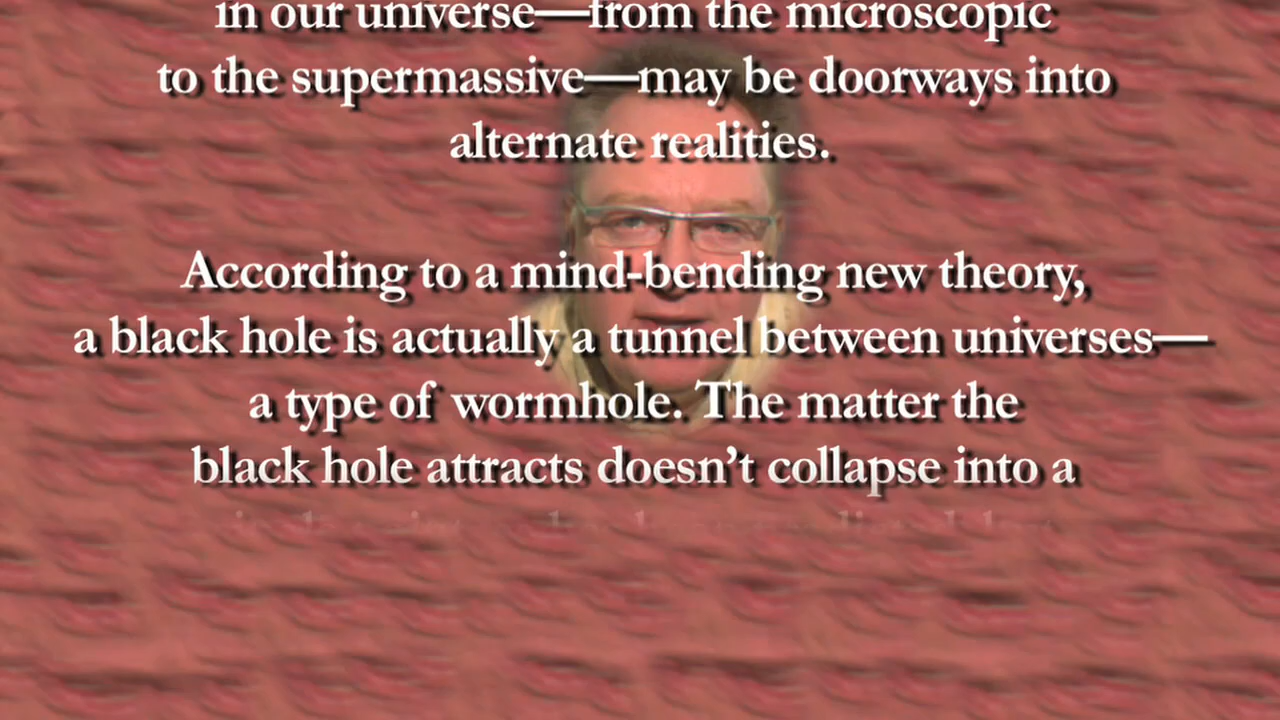 in our universe—from the microscopic
to the supermassive—may be doorways into
alternate realities.
According to a mind-bending new theory,
a black hole is actually a tunnel between universes—
a type of wormhole. The matter the
black hole attracts doesn’t collapse into a